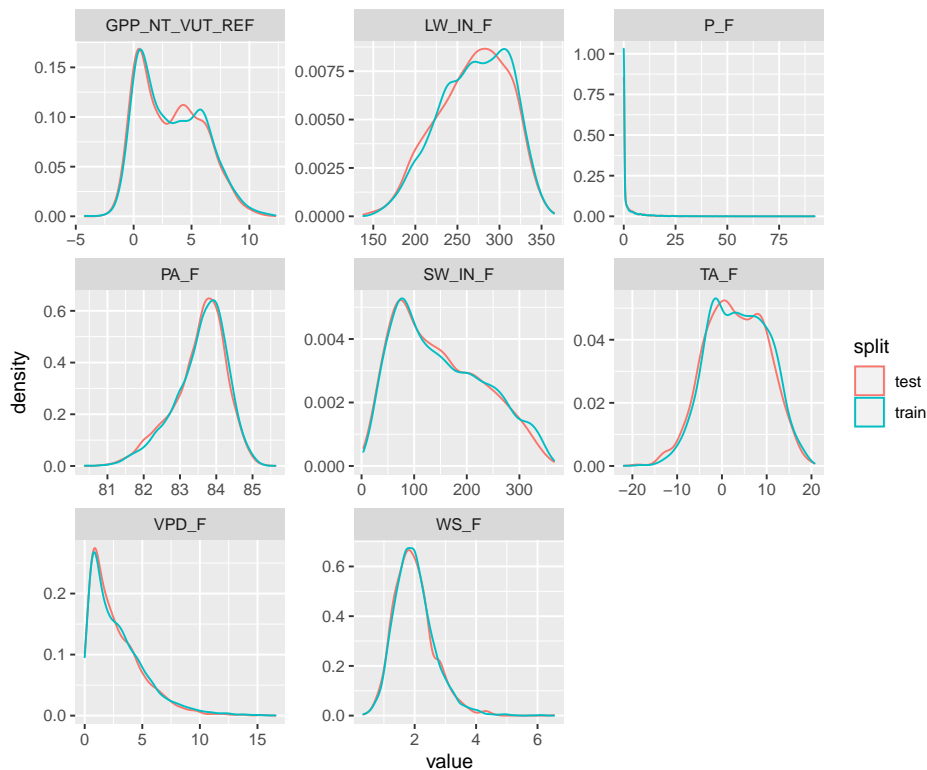 GPP_NT_VUT_REF LW_IN_F P_F
0.15
0.10
0.05
0.00
−5 0 5 10
0.0075
0.0050
0.0025
0.0000
150 200 250 300 350
1.00
0.75
0.50
0.25
0.00
0 25 50 75
PA_F SW_IN_F TA_F
0.6
0.4
0.2
0.0
81 82 83 84 85
0.004
0.002
0.000
0 100 200 300
0.04
0.02
0.00
−20 −10 0 10 20
density
split
test
train
VPD_F WS_F
0.2
0.1
0.0
0 5 10 15
0.6
0.4
0.2
0.0
2 4 6
value